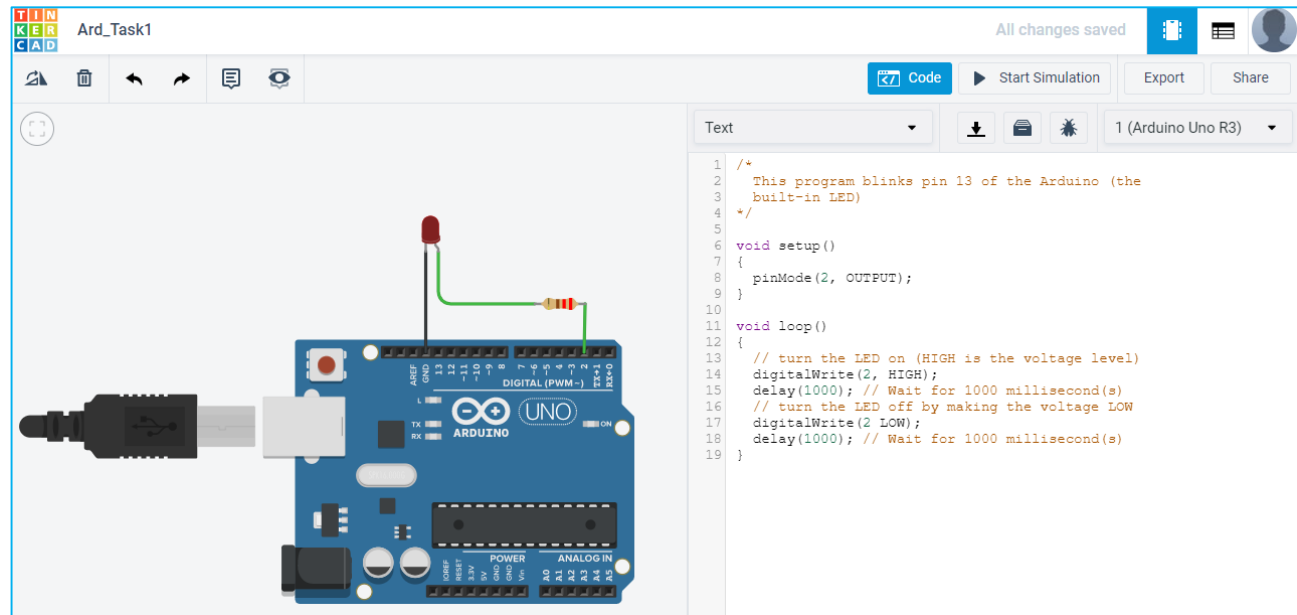 TIN
KER
CAD
Ard_Task1
All changes saved
Code
Start Simulation
Export
Share
Text
1 (Arduino Uno R3)
1 /*
2 This program blinks pin 13 of the Arduino (the
3 built-in LED)
4 */
5
6 void setup()
7 {
8 pinMode(2, OUTPUT);
9 }
10
11 void loop()
12 {
13 // turn the LED on (HIGH is the voltage level)
14 digitalWrite(2, HIGH);
15 delay(1000); // Wait for 1000 millisecond(s)
16 // turn the LED off by making the voltage LOW
17 digitalWrite(2 LOW);
18 delay(1000); // Wait for 1000 millisecond(s)
19 }
AREF
GND
13
12
~11
~10
~9
8
7
~6
~5
4
~3
2
TX→1
RX←0
DIGITAL (PWM~)
L
TX
RX
UNO
ARDUINO
ON
POWER
ANALOG IN
IOREF
RESET
3.3V
5V
GND
GND
Vin
A0
A1
A2
A3
A4
A5